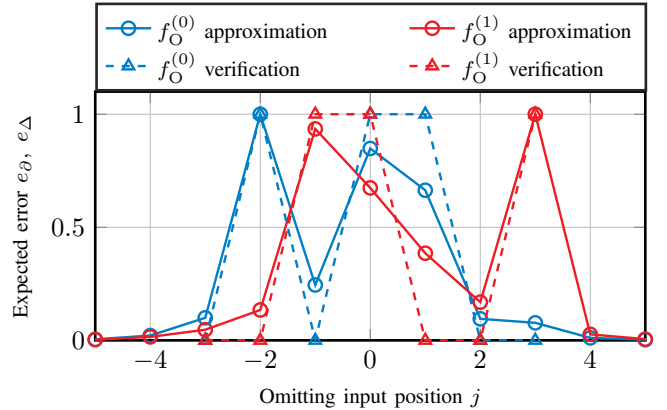 f_O^(0) approximation f_O^(1) approximation
f_O^(0) verification f_O^(1) verification
1
0.5
0
−4 −2 0 2 4
Expected error e_∂, e_Δ
Omitting input position j